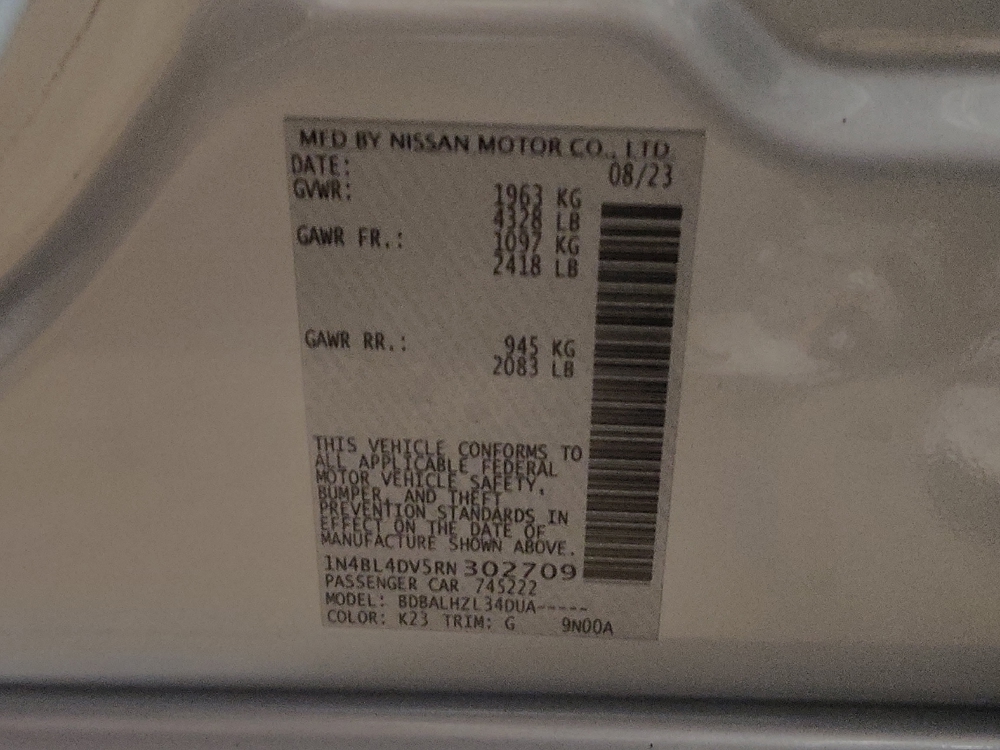 MFD BY NISSAN MOTOR CO., LTD.
DATE: 08/23
GVWR: 1963 KG
4328 LB
GAWR FR.: 1097 KG
2418 LB
GAWR RR.: 945 KG
2083 LB
THIS VEHICLE CONFORMS TO
ALL APPLICABLE FEDERAL
MOTOR VEHICLE SAFETY,
BUMPER, AND THEFT
PREVENTION STANDARDS IN
EFFECT ON THE DATE OF
MANUFACTURE SHOWN ABOVE.
1N4BL4DV5RN302709
PASSENGER CAR 745222
MODEL: BDBALHZL34DUA-----
COLOR: K23 TRIM: G 9N00A